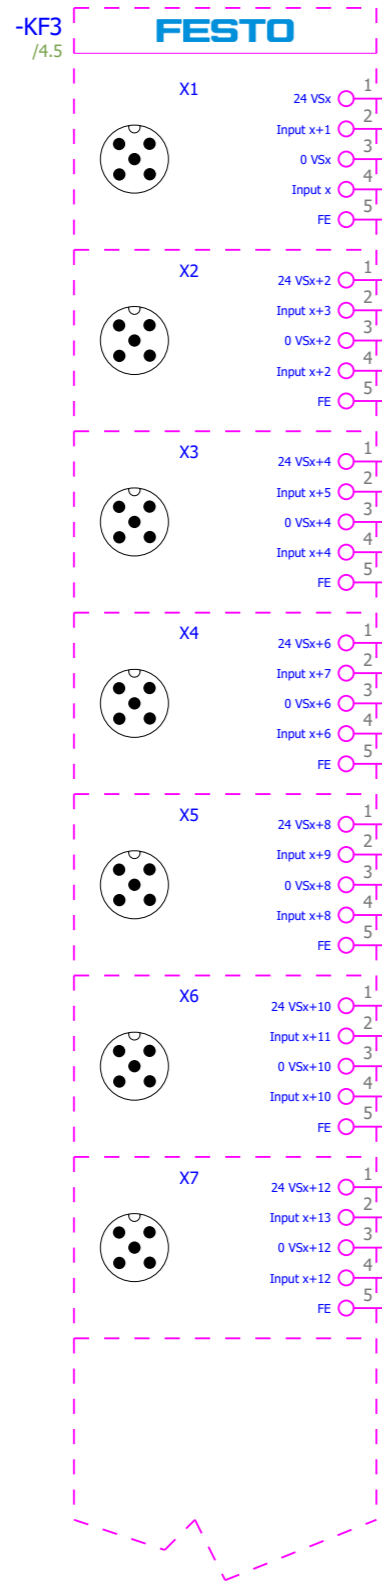 -KF3
/4.5
FESTO
X1
24 VSx 1
Input x+1 2
0 VSx 3
Input x 4
FE 5
X2
24 VSx+2 1
Input x+3 2
0 VSx+2 3
Input x+2 4
FE 5
X3
24 VSx+4 1
Input x+5 2
0 VSx+4 3
Input x+4 4
FE 5
X4
24 VSx+6 1
Input x+7 2
0 VSx+6 3
Input x+6 4
FE 5
X5
24 VSx+8 1
Input x+9 2
0 VSx+8 3
Input x+8 4
FE 5
X6
24 VSx+10 1
Input x+11 2
0 VSx+10 3
Input x+10 4
FE 5
X7
24 VSx+12 1
Input x+13 2
0 VSx+12 3
Input x+12 4
FE 5